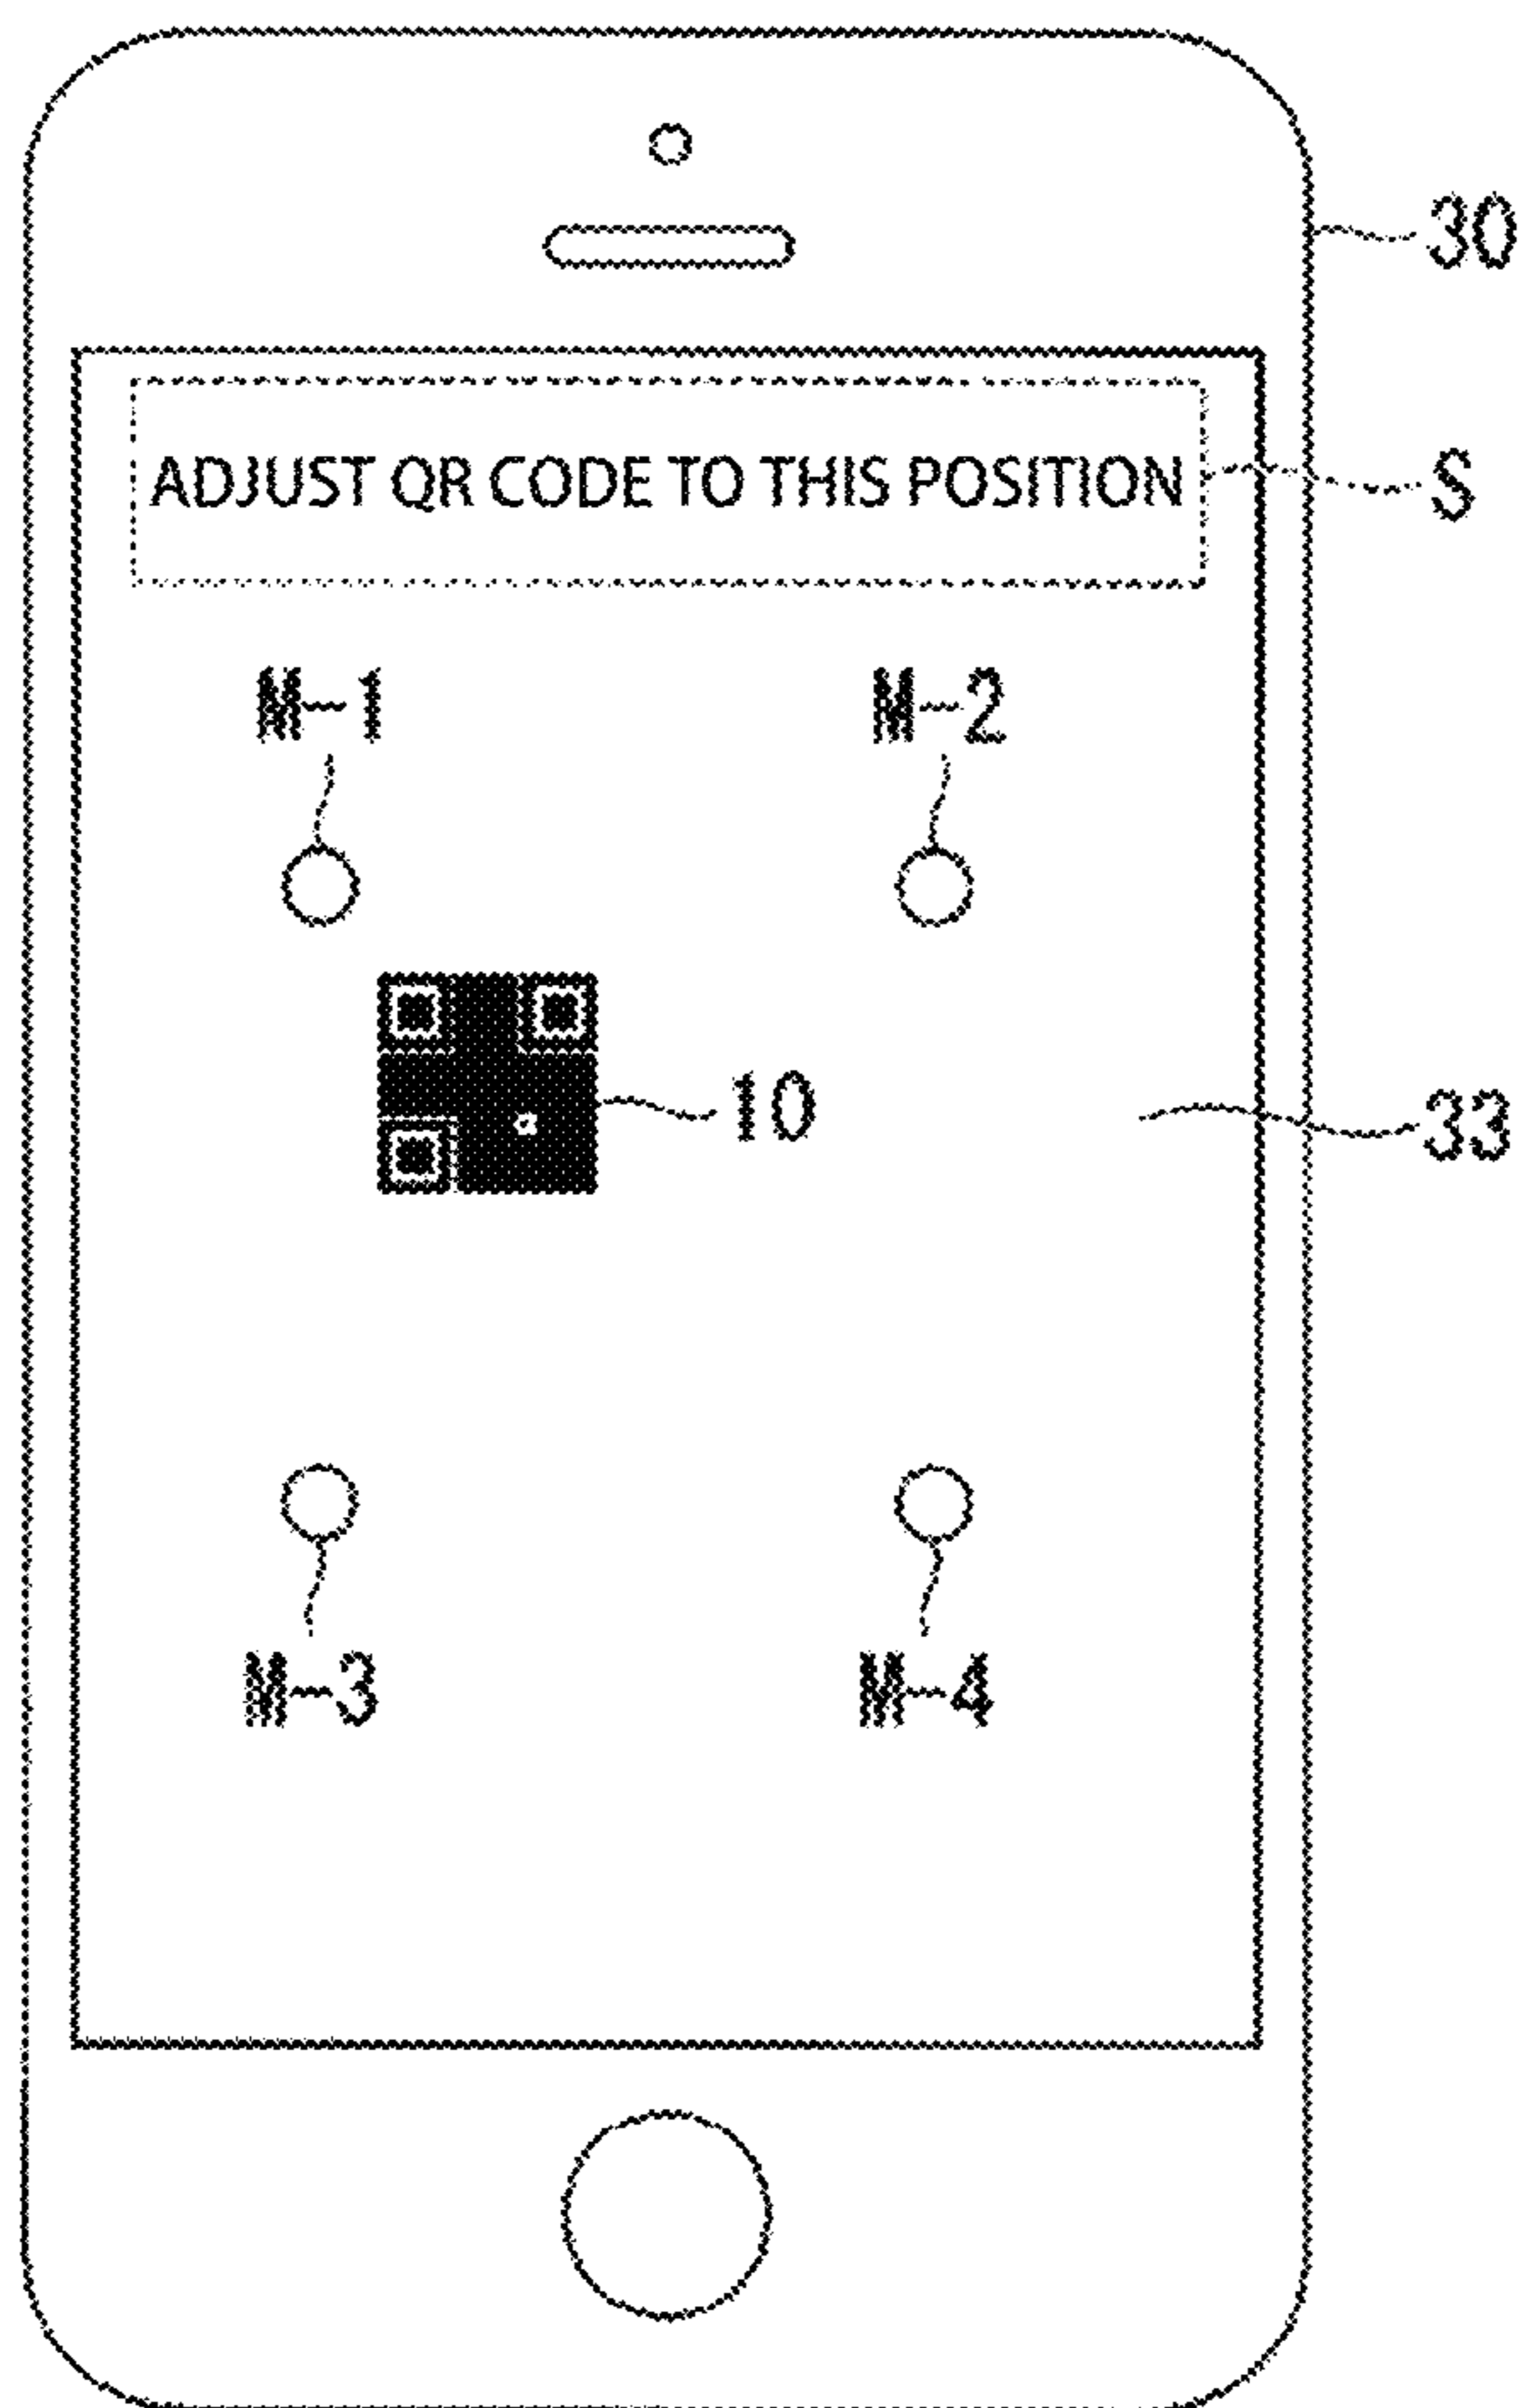 30
ADJUST QR CODE TO THIS POSITION
S
M-1
M-2
10
33
M-3
M-4